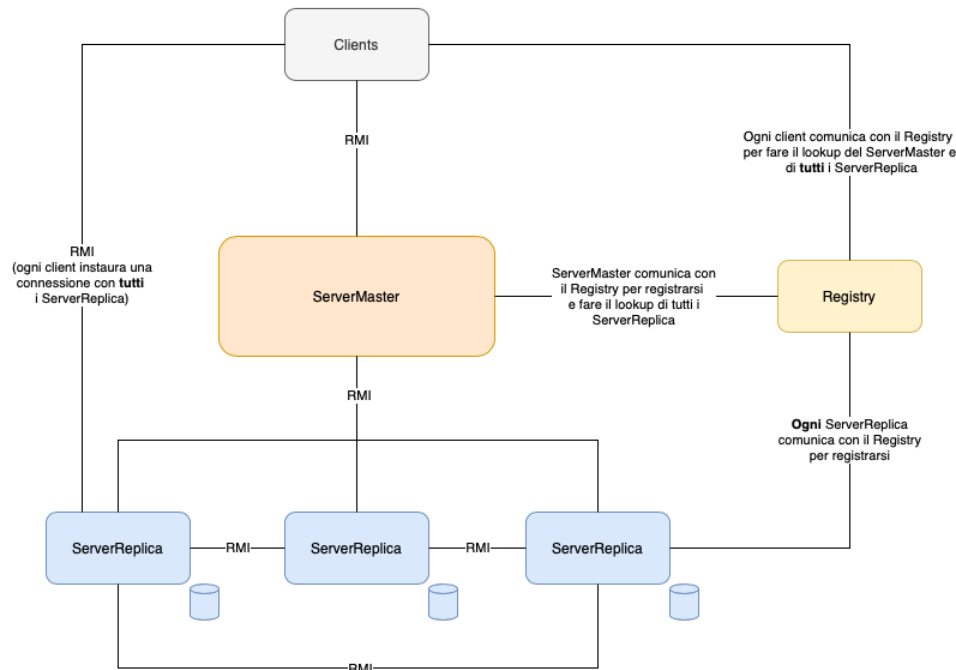 Clients
RMI
Ogni client comunica con il Registry
per fare il lookup del ServerMaster e
di tutti i ServerReplica
RMI
(ogni client instaura una
connessione con tutti
i ServerReplica)
ServerMaster
ServerMaster comunica con
il Registry per registrarsi
e fare il lookup di tutti i
ServerReplica
Registry
RMI
Ogni ServerReplica
comunica con il Registry
per registrarsi
ServerReplica
RMI
ServerReplica
RMI
ServerReplica
RMI